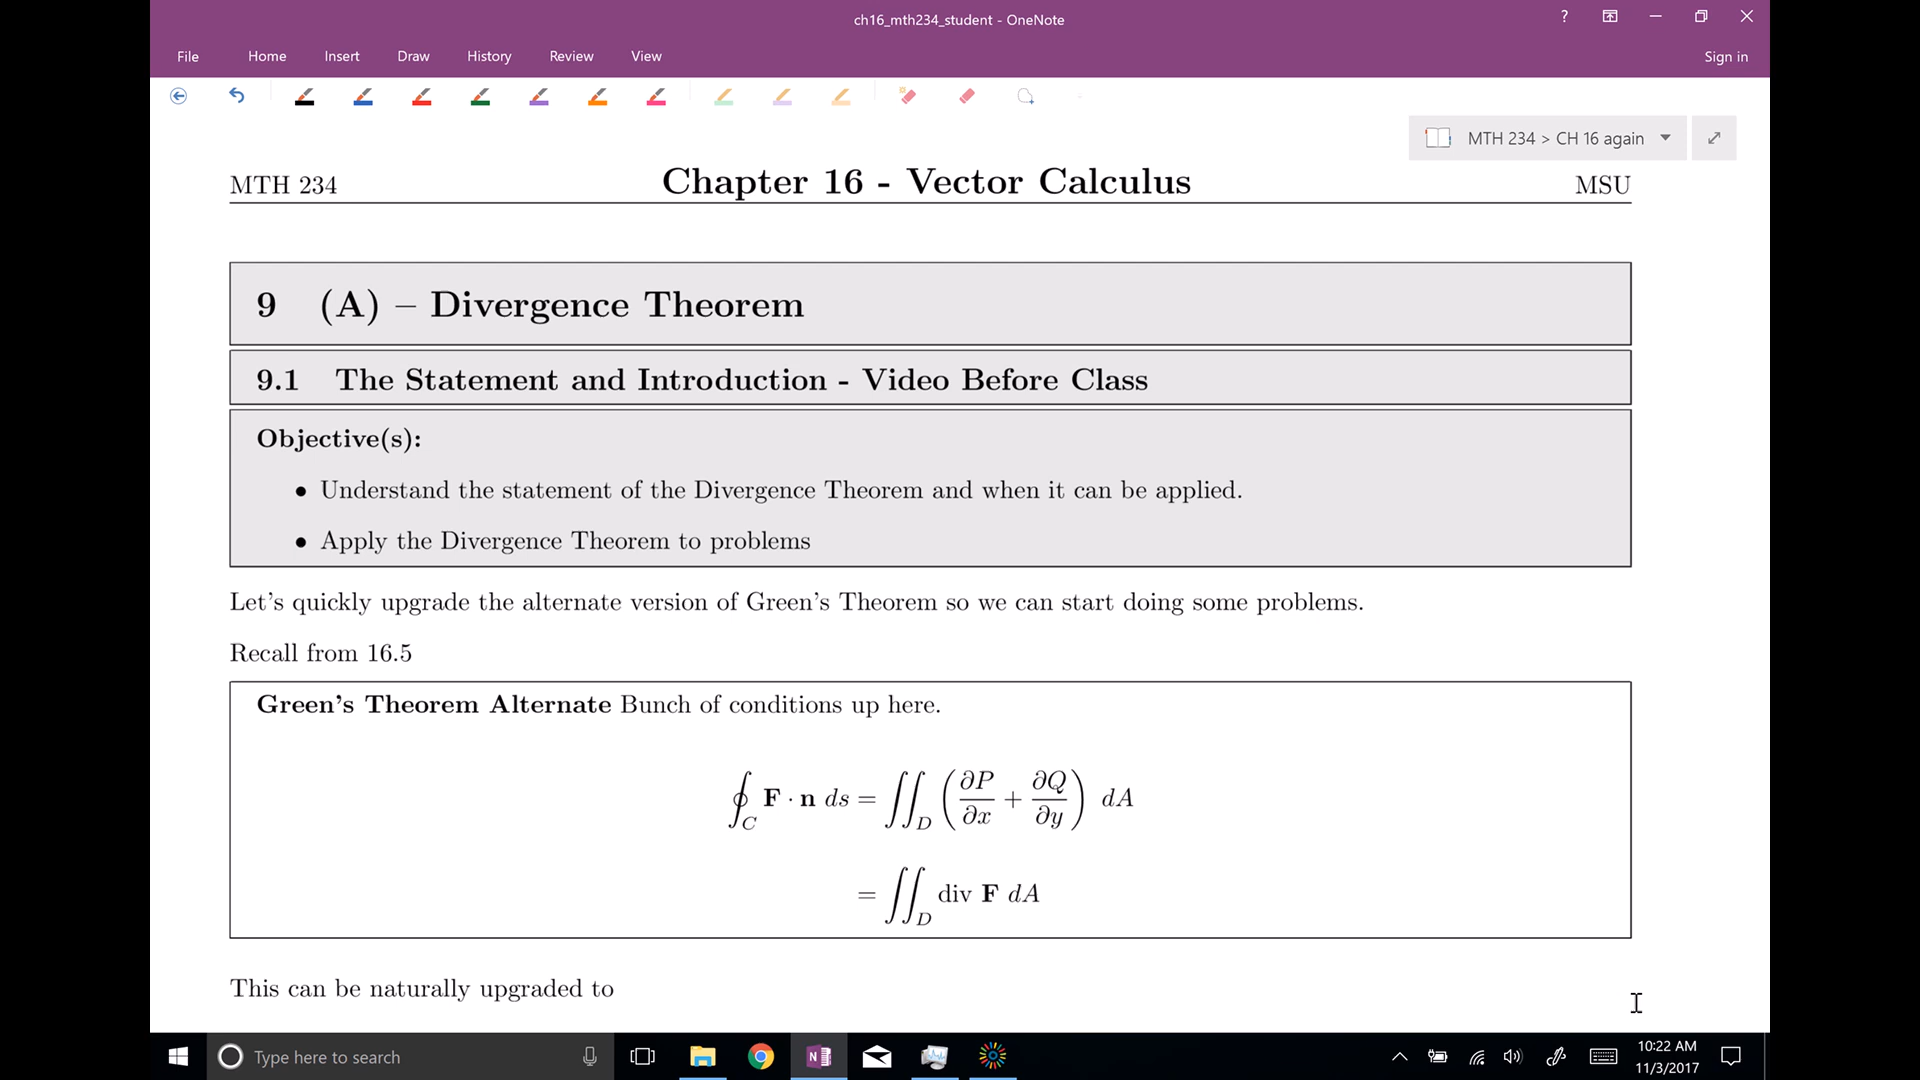 ch16_mth234_student - OneNote
?
File Home Insert Draw History Review View Sign in
MTH 234 > CH 16 again
MTH 234 Chapter 16 - Vector Calculus MSU
9 (A) – Divergence Theorem
9.1 The Statement and Introduction - Video Before Class
Objective(s):
• Understand the statement of the Divergence Theorem and when it can be applied.
• Apply the Divergence Theorem to problems
Let's quickly upgrade the alternate version of Green's Theorem so we can start doing some problems.
Recall from 16.5
Green's Theorem Alternate Bunch of conditions up here.
∮_C F · n ds = ∬_D (∂P/∂x + ∂Q/∂y) dA
= ∬_D div F dA
This can be naturally upgraded to
Type here to search
10:22 AM
11/3/2017